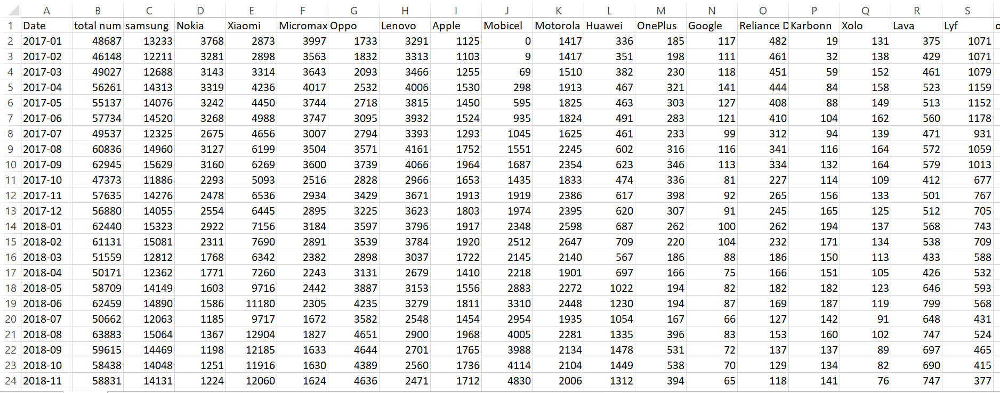 A B C D E F G H I J K L M N O P Q R S
1 Date total num samsung Nokia Xiaomi Micromax Oppo Lenovo Apple Mobicel Motorola Huawei OnePlus Google Reliance D Karbonn Xolo Lava Lyf o
2 2017-01 48687 13233 3768 2873 3997 1733 3291 1125 0 1417 336 185 117 482 19 131 375 1071
3 2017-02 46148 12211 3281 2898 3563 1832 3313 1103 9 1417 351 198 111 461 32 138 429 1071
4 2017-03 49027 12688 3143 3314 3643 2093 3466 1255 69 1510 382 230 118 451 59 152 461 1079
5 2017-04 56261 14313 3319 4236 4017 2532 4006 1530 298 1913 467 321 141 444 84 158 523 1159
6 2017-05 55137 14076 3242 4450 3744 2718 3815 1450 595 1825 463 303 127 408 88 149 513 1152
7 2017-06 57734 14520 3268 4988 3747 3095 3932 1524 935 1824 491 283 121 410 104 162 560 1178
8 2017-07 49537 12325 2675 4656 3007 2794 3393 1293 1045 1625 461 233 99 312 94 139 471 931
9 2017-08 60836 14960 3127 6199 3504 3571 4161 1752 1551 2245 602 316 116 341 116 164 572 1059
10 2017-09 62945 15629 3160 6269 3600 3739 4066 1964 1687 2354 623 346 113 334 132 164 579 1013
11 2017-10 47373 11886 2293 5093 2516 2828 2966 1653 1435 1833 474 336 81 227 114 109 412 677
12 2017-11 57635 14276 2478 6536 2934 3429 3671 1913 1919 2386 617 398 92 265 156 133 501 767
13 2017-12 56880 14055 2554 6445 2895 3225 3623 1803 1974 2395 620 307 91 245 165 125 512 705
14 2018-01 62440 15323 2922 7156 3184 3597 3796 1917 2348 2598 687 262 100 262 194 137 568 743
15 2018-02 61131 15081 2311 7690 2891 3539 3784 1920 2512 2647 709 220 104 232 171 134 538 709
16 2018-03 51559 12812 1768 6342 2382 2898 3037 1722 2145 2140 567 186 88 186 150 113 433 588
17 2018-04 50171 12362 1771 7260 2243 3131 2679 1410 2218 1901 697 166 75 166 151 105 426 532
18 2018-05 58709 14149 1603 9716 2442 3887 3153 1556 2883 2272 1022 194 82 182 182 123 646 593
19 2018-06 62459 14890 1586 11180 2305 4235 3279 1811 3310 2448 1230 194 87 169 187 119 799 568
20 2018-07 50662 12063 1185 9717 1672 3582 2548 1454 2954 1935 1054 167 66 127 142 91 648 431
21 2018-08 63883 15064 1367 12904 1827 4651 2900 1968 4005 2281 1335 396 83 153 160 102 747 524
22 2018-09 59615 14469 1198 12185 1633 4644 2701 1765 3988 2134 1478 531 72 137 137 89 697 465
23 2018-10 58438 14048 1251 11916 1630 4389 2560 1736 4114 2104 1449 538 70 129 134 82 690 415
24 2018-11 58831 14131 1224 12060 1624 4636 2471 1712 4830 2006 1312 394 65 118 141 76 747 377